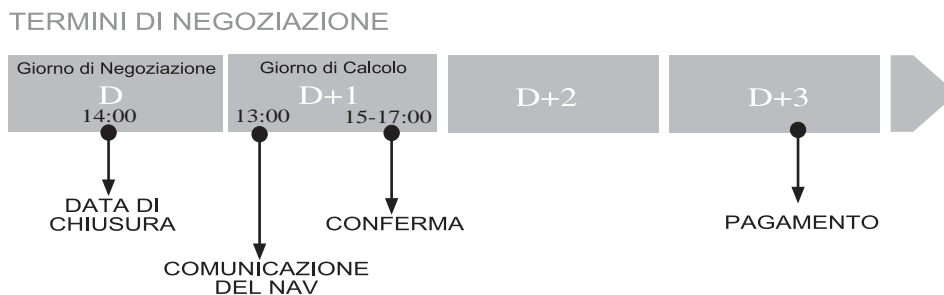 TERMINI DI NEGOZIAZIONE
Giorno di Negoziazione
D
14:00
Giorno di Calcolo
D+1
13:00 15-17:00
D+2
D+3
DATA DI
CHIUSURA
CONFERMA
PAGAMENTO
COMUNICAZIONE
DEL NAV